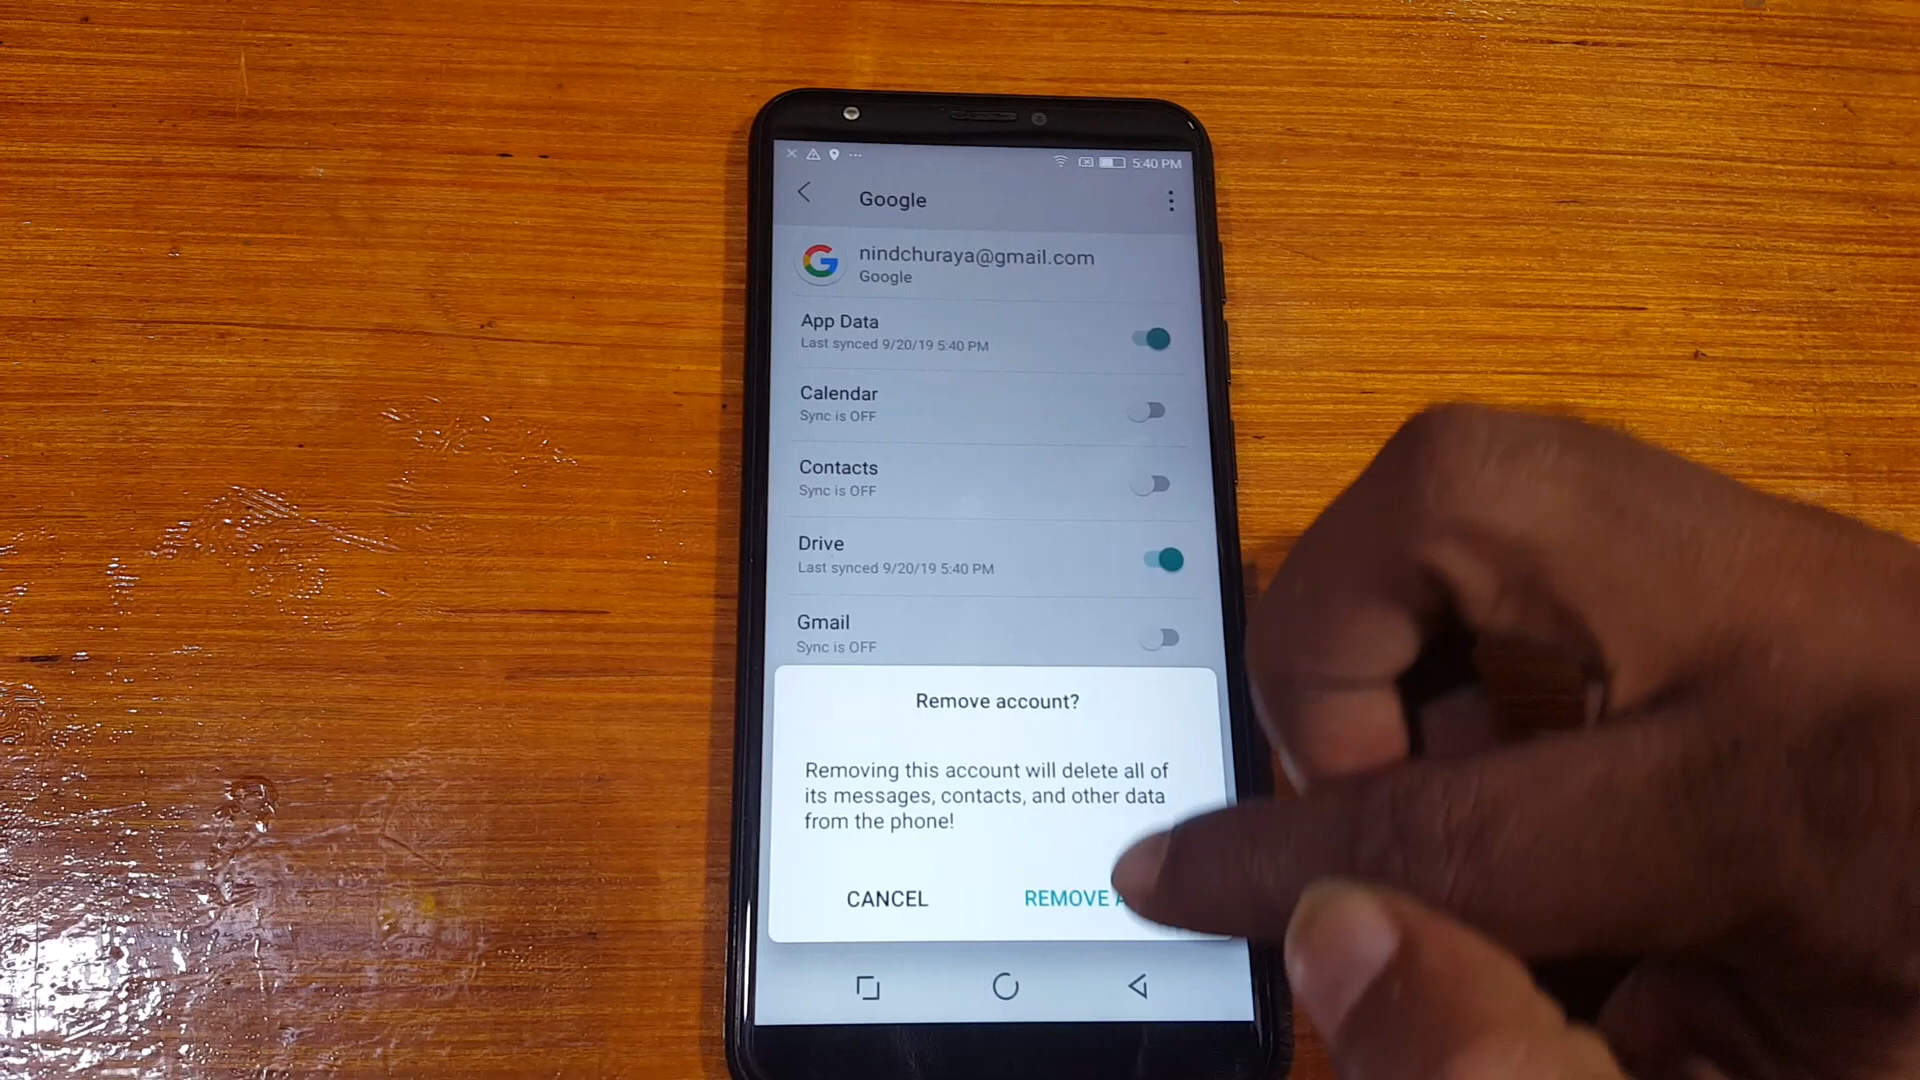 5:40 PM
Google
nindchuraya@gmail.com
Google
App Data
Last synced 9/20/19 5:40 PM
Calendar
Sync is OFF
Contacts
Sync is OFF
Drive
Last synced 9/20/19 5:40 PM
Gmail
Sync is OFF
Remove account?
Removing this account will delete all of
its messages, contacts, and other data
from the phone!
CANCEL
REMOVE